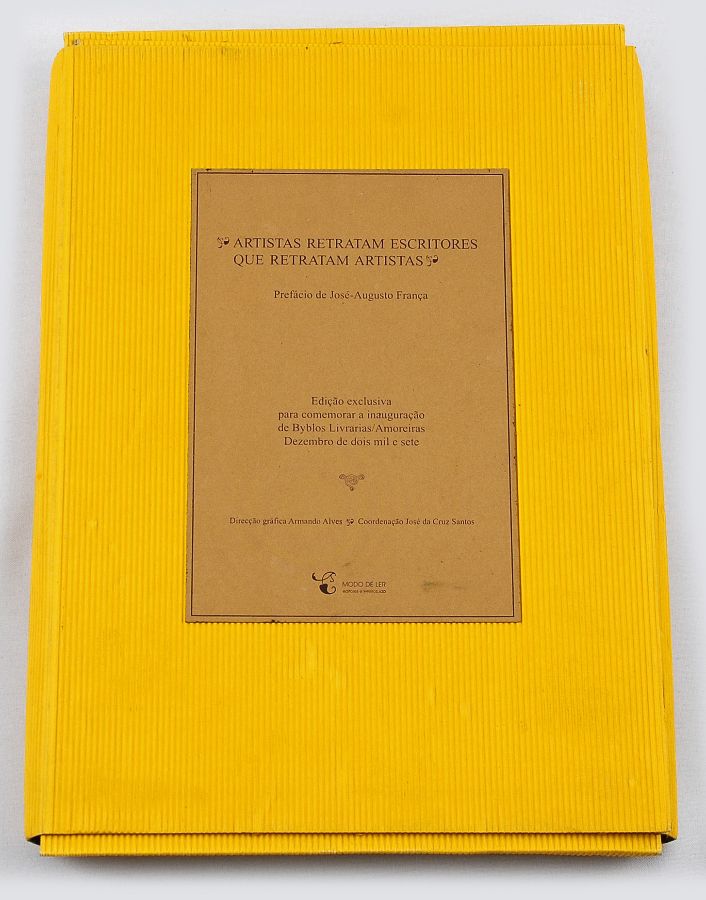 ARTISTAS RETRATAM ESCRITORES
QUE RETRATAM ARTISTAS
Prefácio de José-Augusto França
Edição exclusiva
para comemorar a inauguração
de Byblos Livrarias/Amoreiras
Dezembro de dois mil e sete
Direcção gráfica Armando Alves Coordenação José da Cruz Santos
MODO DE LER